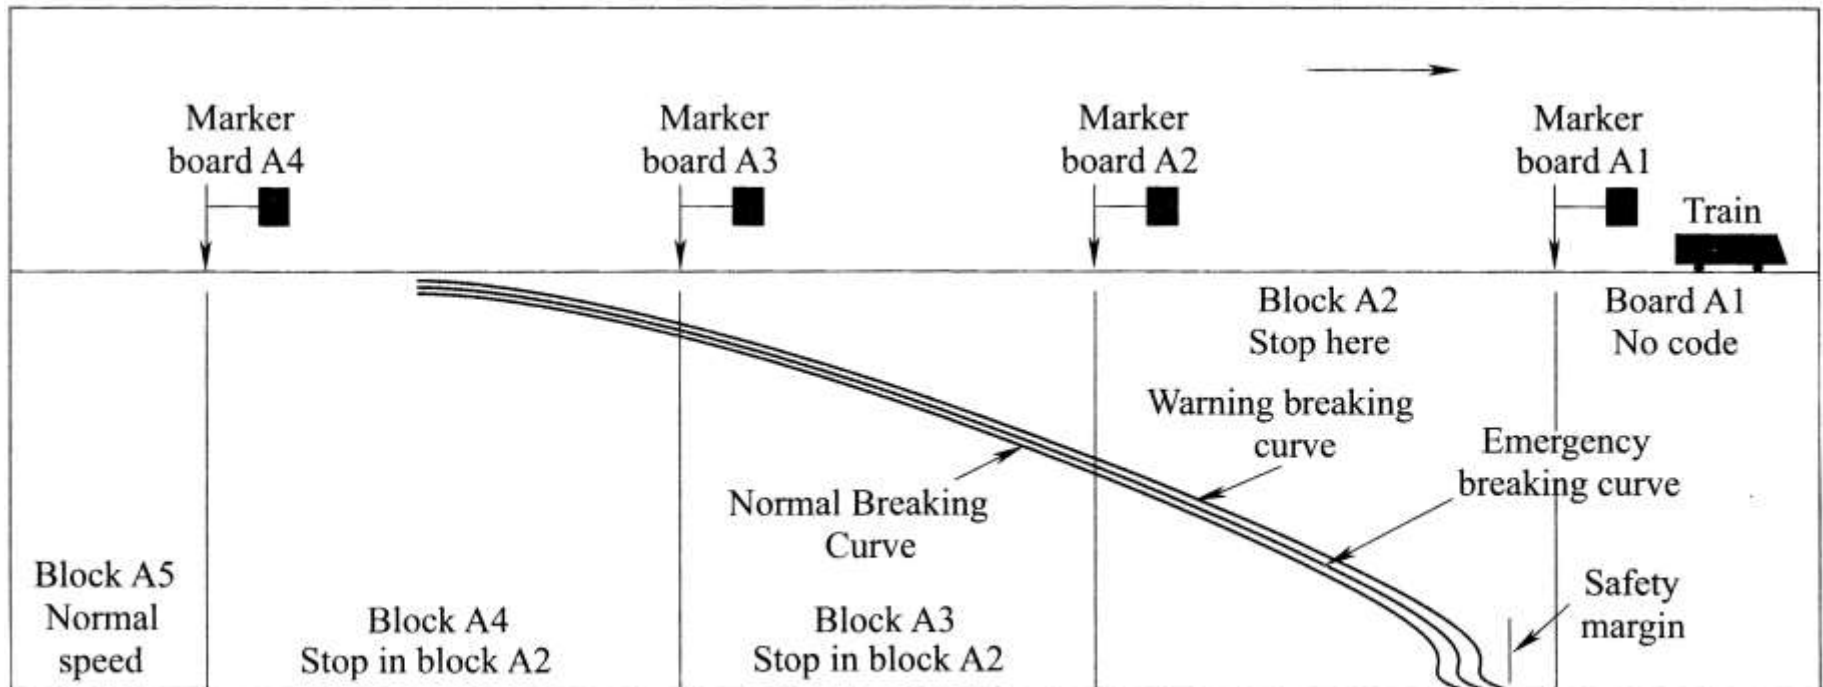 Marker
board A4
Marker
board A3
Marker
board A2
Marker
board A1
Train
Block A2
Stop here
Board A1
No code
Warning breaking
curve
Emergency
breaking curve
Normal Breaking
Curve
Safety
margin
Block A5
Normal
speed
Block A4
Stop in block A2
Block A3
Stop in block A2